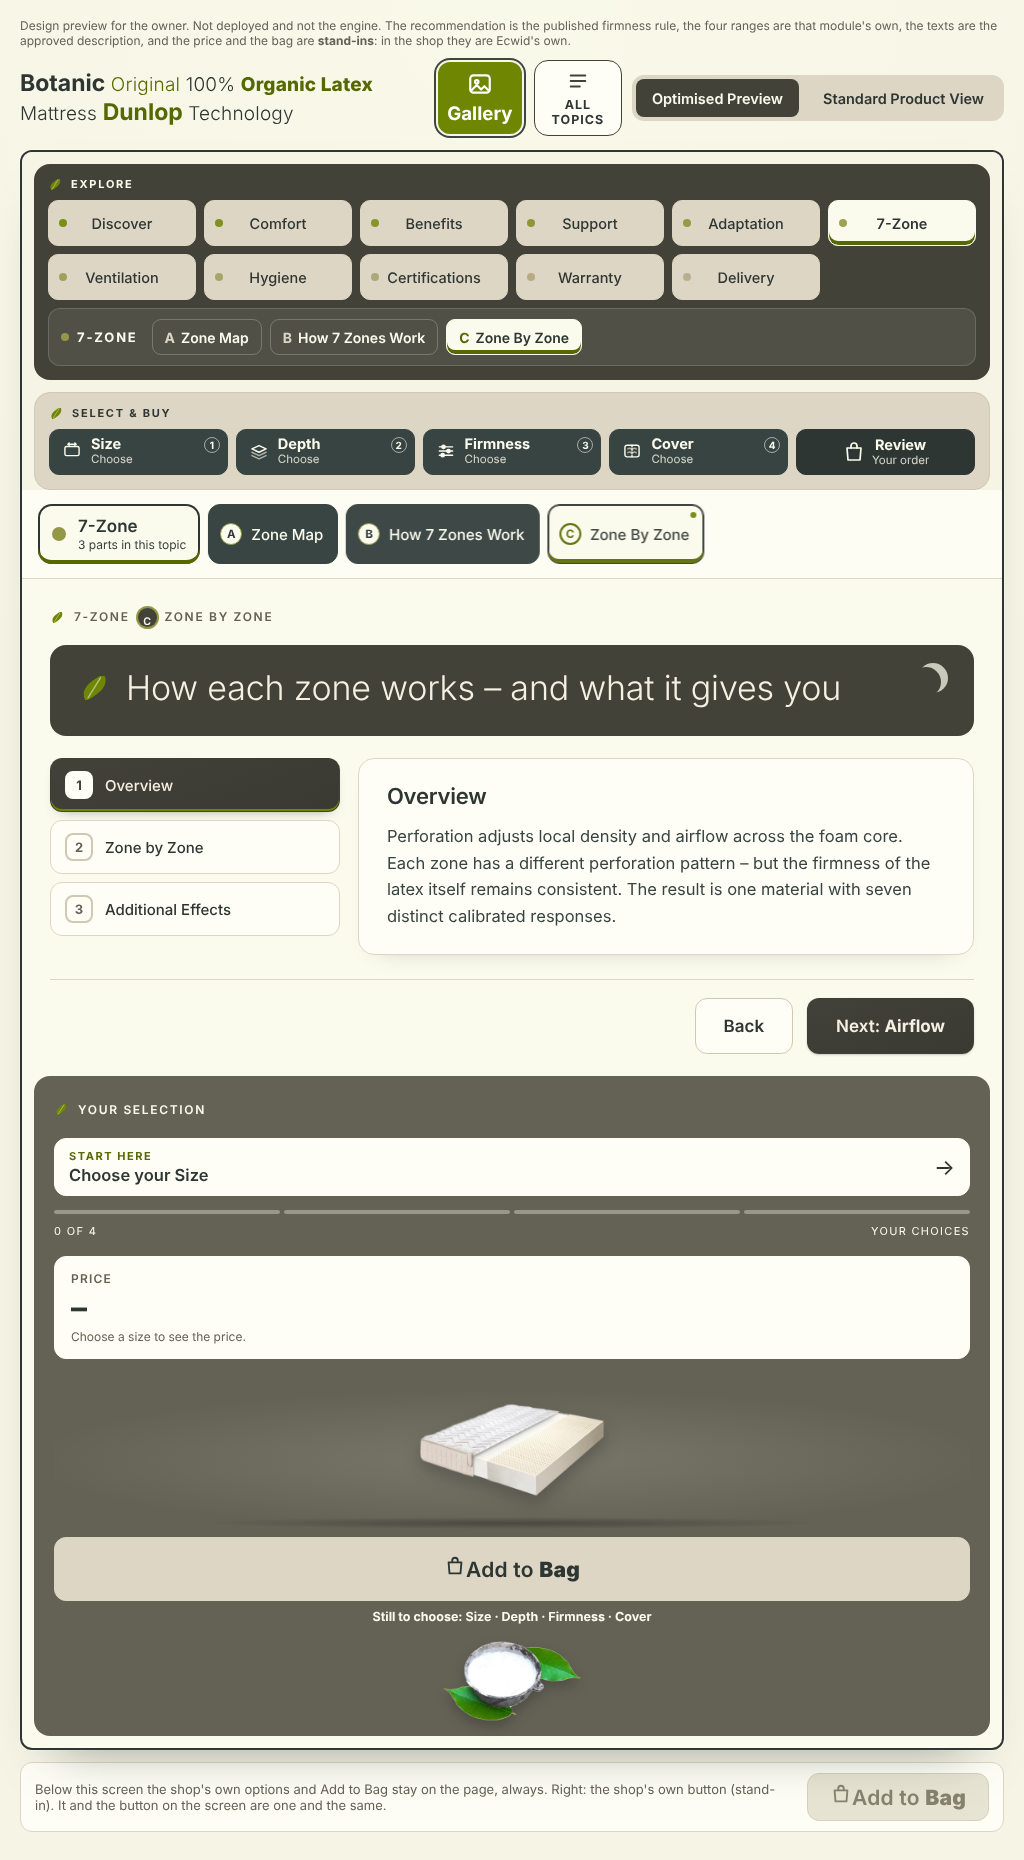 Design preview for the owner. Not deployed and not the engine. The recommendation is the published firmness rule, the four ranges are that module's own, the texts are the
approved description, and the price and the bag are stand-ins: in the shop they are Ecwid's own.
Botanic Original 100% Organic Latex
Mattress Dunlop Technology
Gallery
ALL
TOPICS
Optimised Preview
Standard Product View
EXPLORE
Discover
Comfort
Benefits
Support
Adaptation
7-Zone
Ventilation
Hygiene
Certifications
Warranty
Delivery
7-ZONE
A Zone Map
B How 7 Zones Work
C Zone By Zone
SELECT & BUY
Size
Choose
1
Depth
Choose
2
Firmness
Choose
3
Cover
Choose
4
Review
Your order
7-Zone
3 parts in this topic
A Zone Map
B How 7 Zones Work
C Zone By Zone
7-ZONE C ZONE BY ZONE
How each zone works – and what it gives you
1 Overview
2 Zone by Zone
3 Additional Effects
Overview
Perforation adjusts local density and airflow across the foam core.
Each zone has a different perforation pattern – but the firmness of the
latex itself remains consistent. The result is one material with seven
distinct calibrated responses.
Back
Next: Airflow
YOUR SELECTION
START HERE
Choose your Size
0 OF 4
YOUR CHOICES
PRICE
–
Choose a size to see the price.
Add to Bag
Still to choose: Size · Depth · Firmness · Cover
Below this screen the shop's own options and Add to Bag stay on the page, always. Right: the shop's own button (stand-
in). It and the button on the screen are one and the same.
Add to Bag